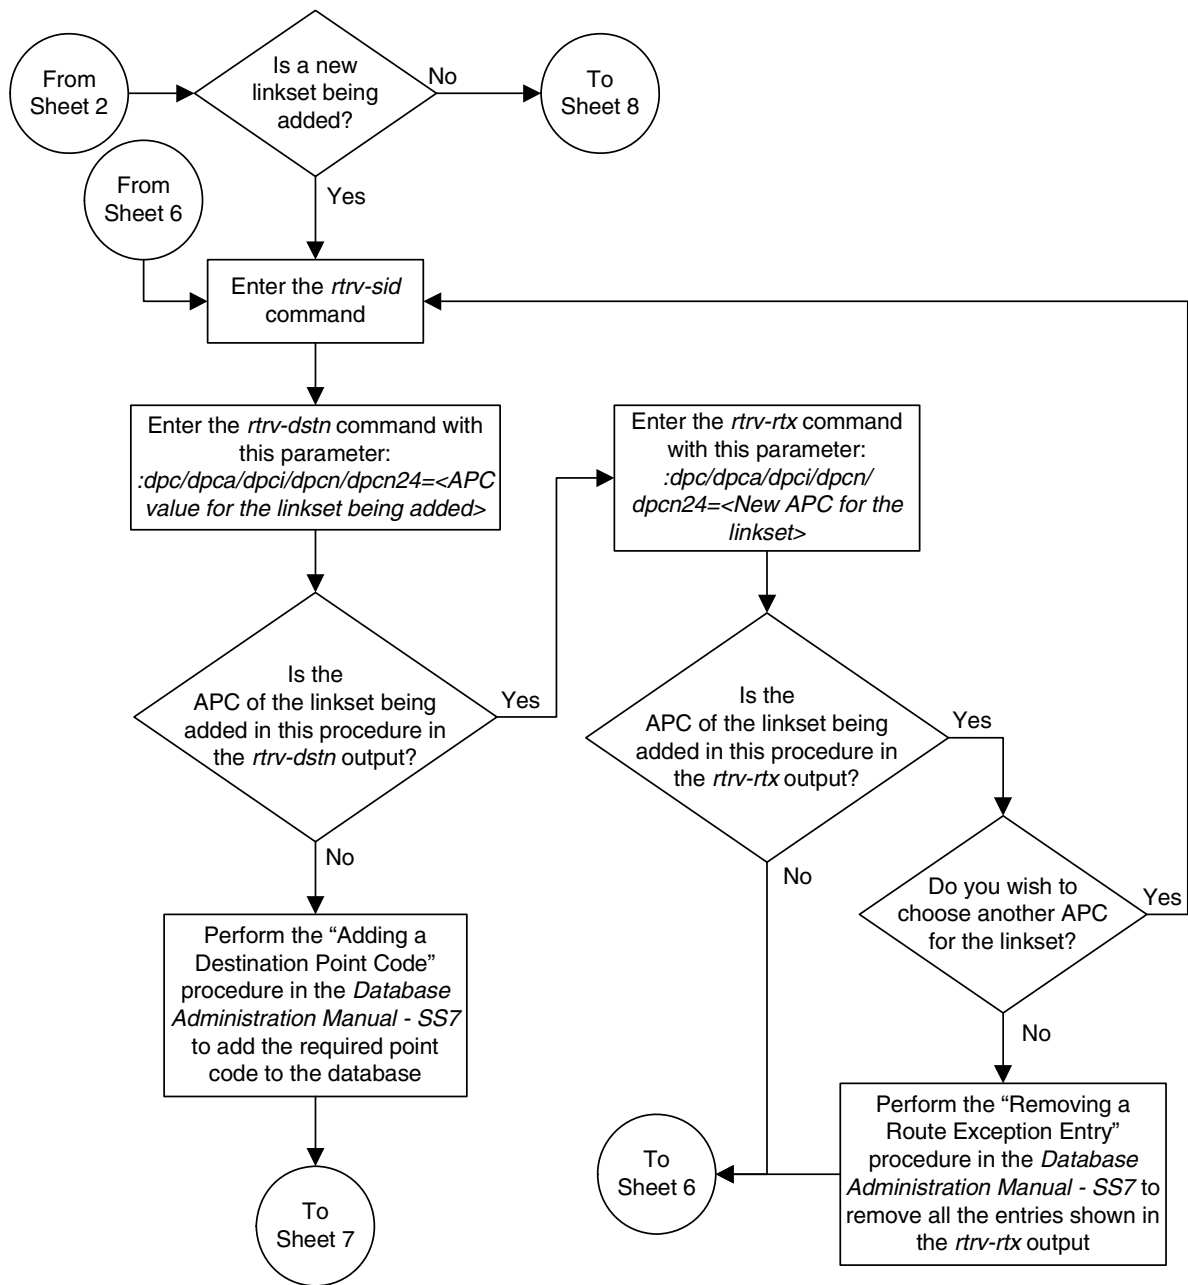 From
Sheet 2
Is a new
linkset being
added?
No
To
Sheet 8
From
Sheet 6
Yes
Enter the rtrv-sid
command
Enter the rtrv-dstn command with
this parameter:
:dpc/dpca/dpci/dpcn/dpcn24=<APC
value for the linkset being added>
Enter the rtrv-rtx command
with this parameter:
:dpc/dpca/dpci/dpcn/
dpcn24=<New APC for the
linkset>
Is the
APC of the linkset being
added in this procedure in
the rtrv-dstn output?
Yes
Is the
APC of the linkset being
added in this procedure in
the rtrv-rtx output?
Yes
No
No
Do you wish to
choose another APC
for the linkset?
Yes
Perform the “Adding a
Destination Point Code”
procedure in the Database
Administration Manual - SS7
to add the required point
code to the database
No
Perform the “Removing a
Route Exception Entry”
procedure in the Database
Administration Manual - SS7 to
remove all the entries shown in
the rtrv-rtx output
To
Sheet 6
To
Sheet 7